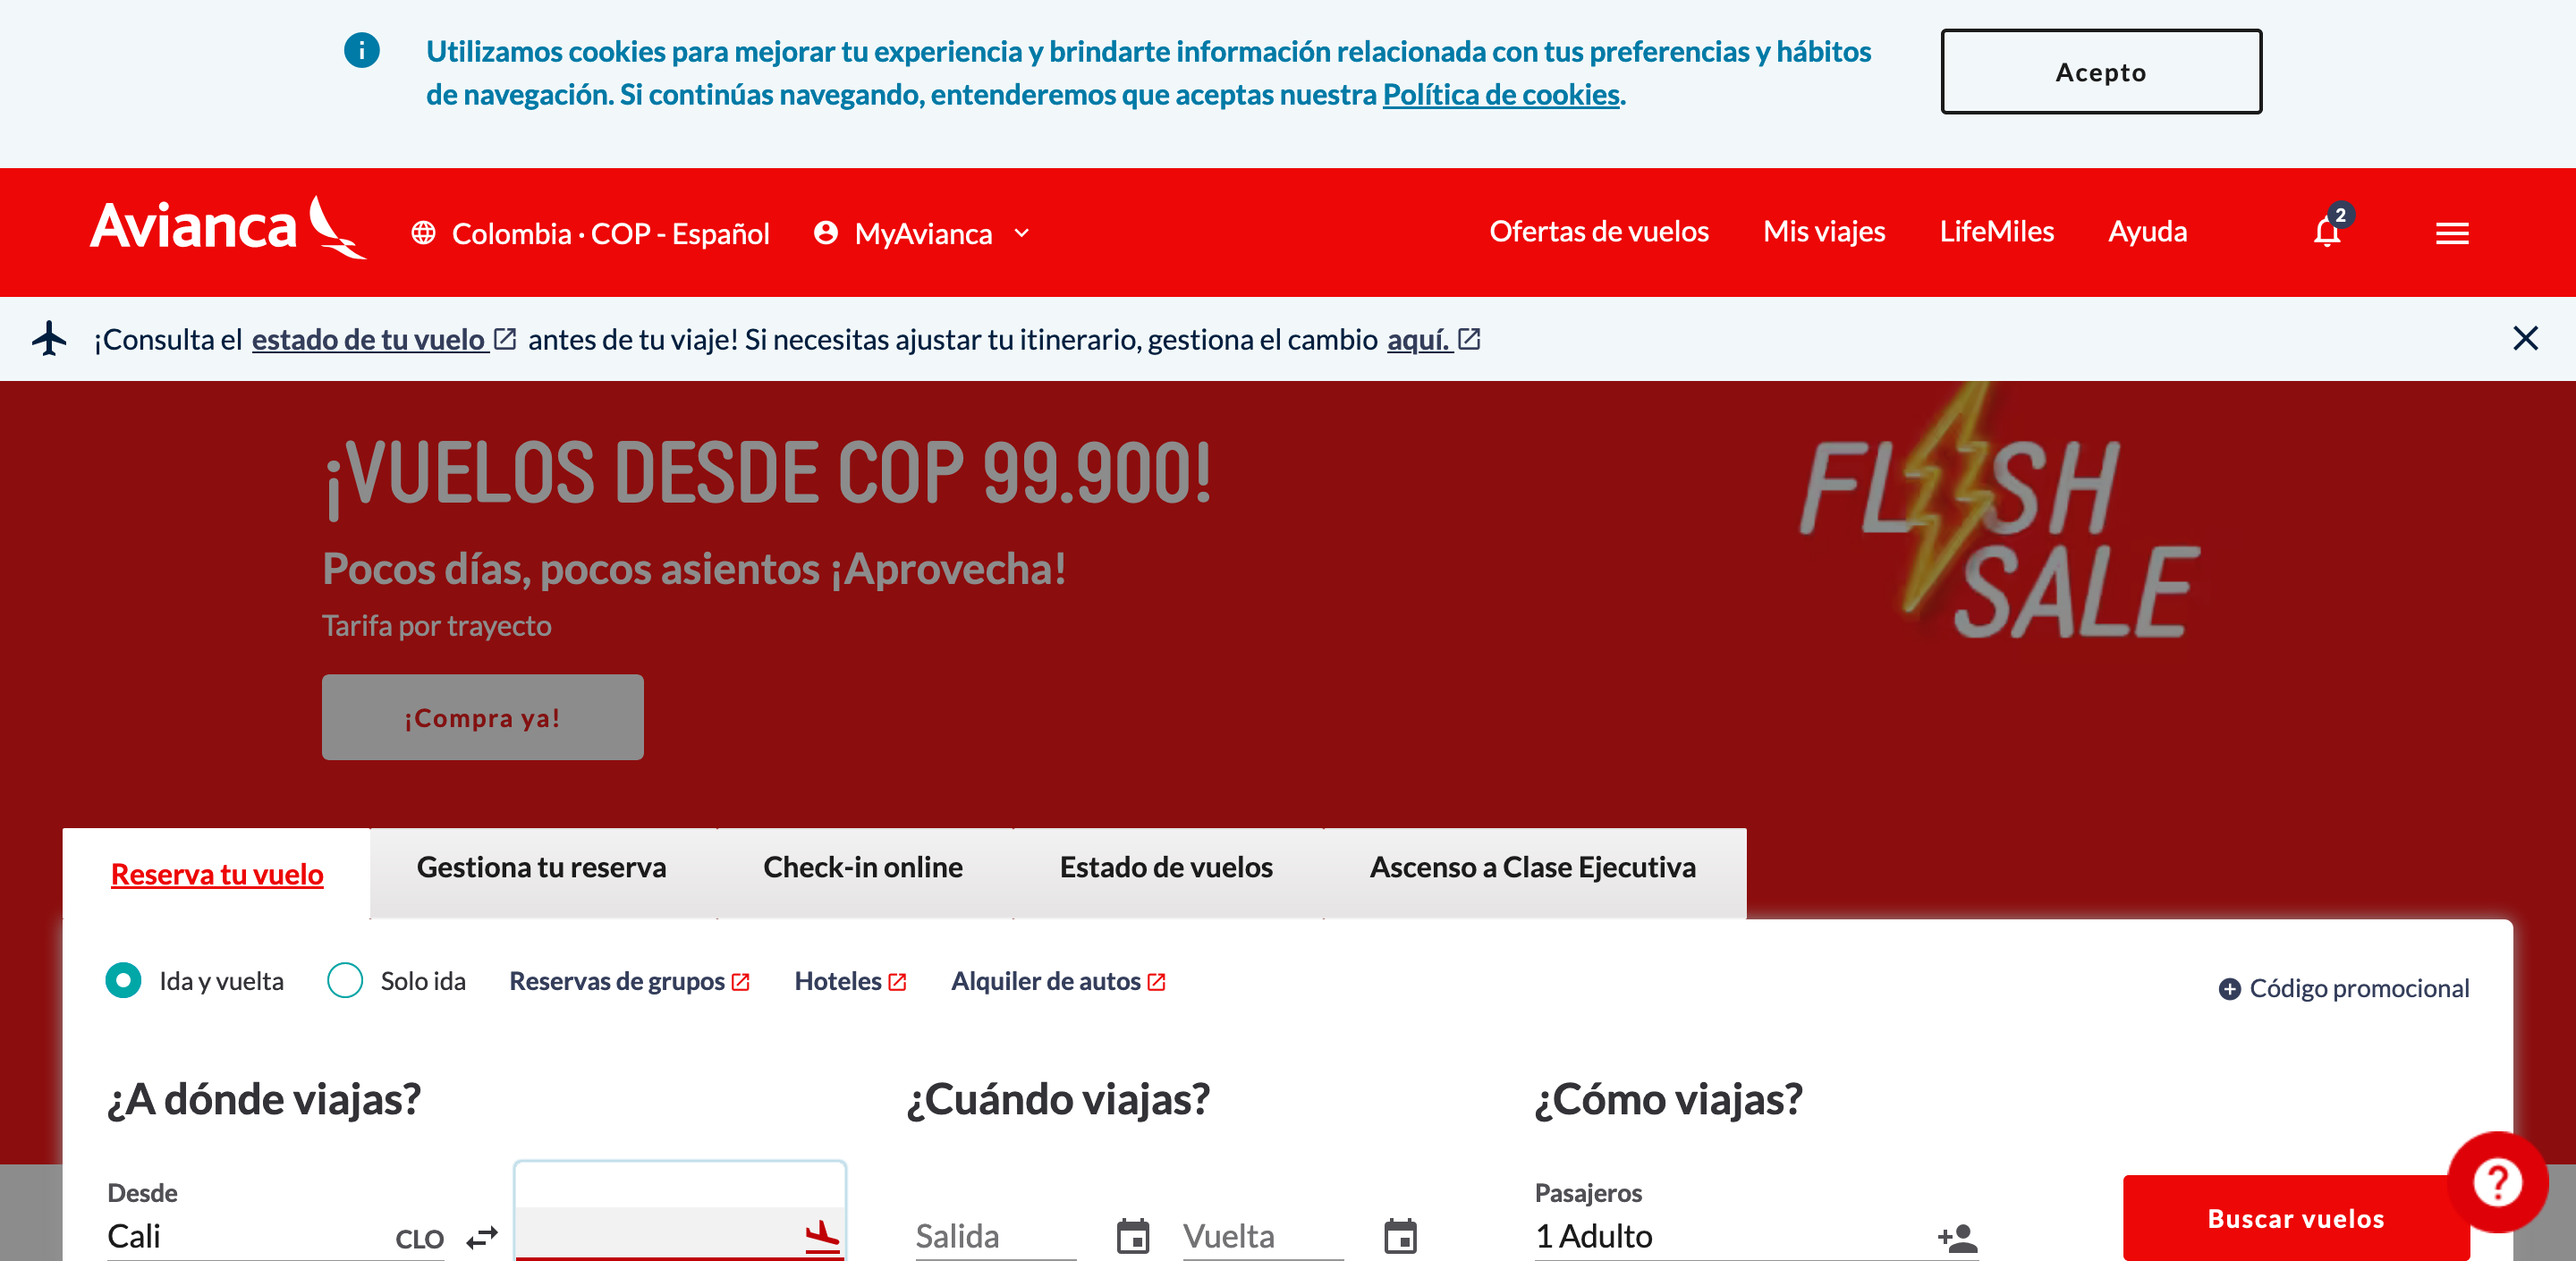 Utilizamos cookies para mejorar tu experiencia y brindarte información relacionada con tus preferencias y hábitos
de navegación. Si continúas navegando, entenderemos que aceptas nuestra Política de cookies.
Acepto
Avianca
Colombia · COP - Español
MyAvianca
Ofertas de vuelos
Mis viajes
LifeMiles
Ayuda
2
¡Consulta el estado de tu vuelo antes de tu viaje! Si necesitas ajustar tu itinerario, gestiona el cambio aquí.
¡VUELOS DESDE COP 99.900!
Pocos días, pocos asientos ¡Aprovecha!
Tarifa por trayecto
¡Compra ya!
FLASH
SALE
Reserva tu vuelo
Gestiona tu reserva
Check-in online
Estado de vuelos
Ascenso a Clase Ejecutiva
Ida y vuelta
Solo ida
Reservas de grupos
Hoteles
Alquiler de autos
Código promocional
¿A dónde viajas?
¿Cuándo viajas?
¿Cómo viajas?
Desde
Cali
CLO
Salida
Vuelta
Pasajeros
1 Adulto
Buscar vuelos
?